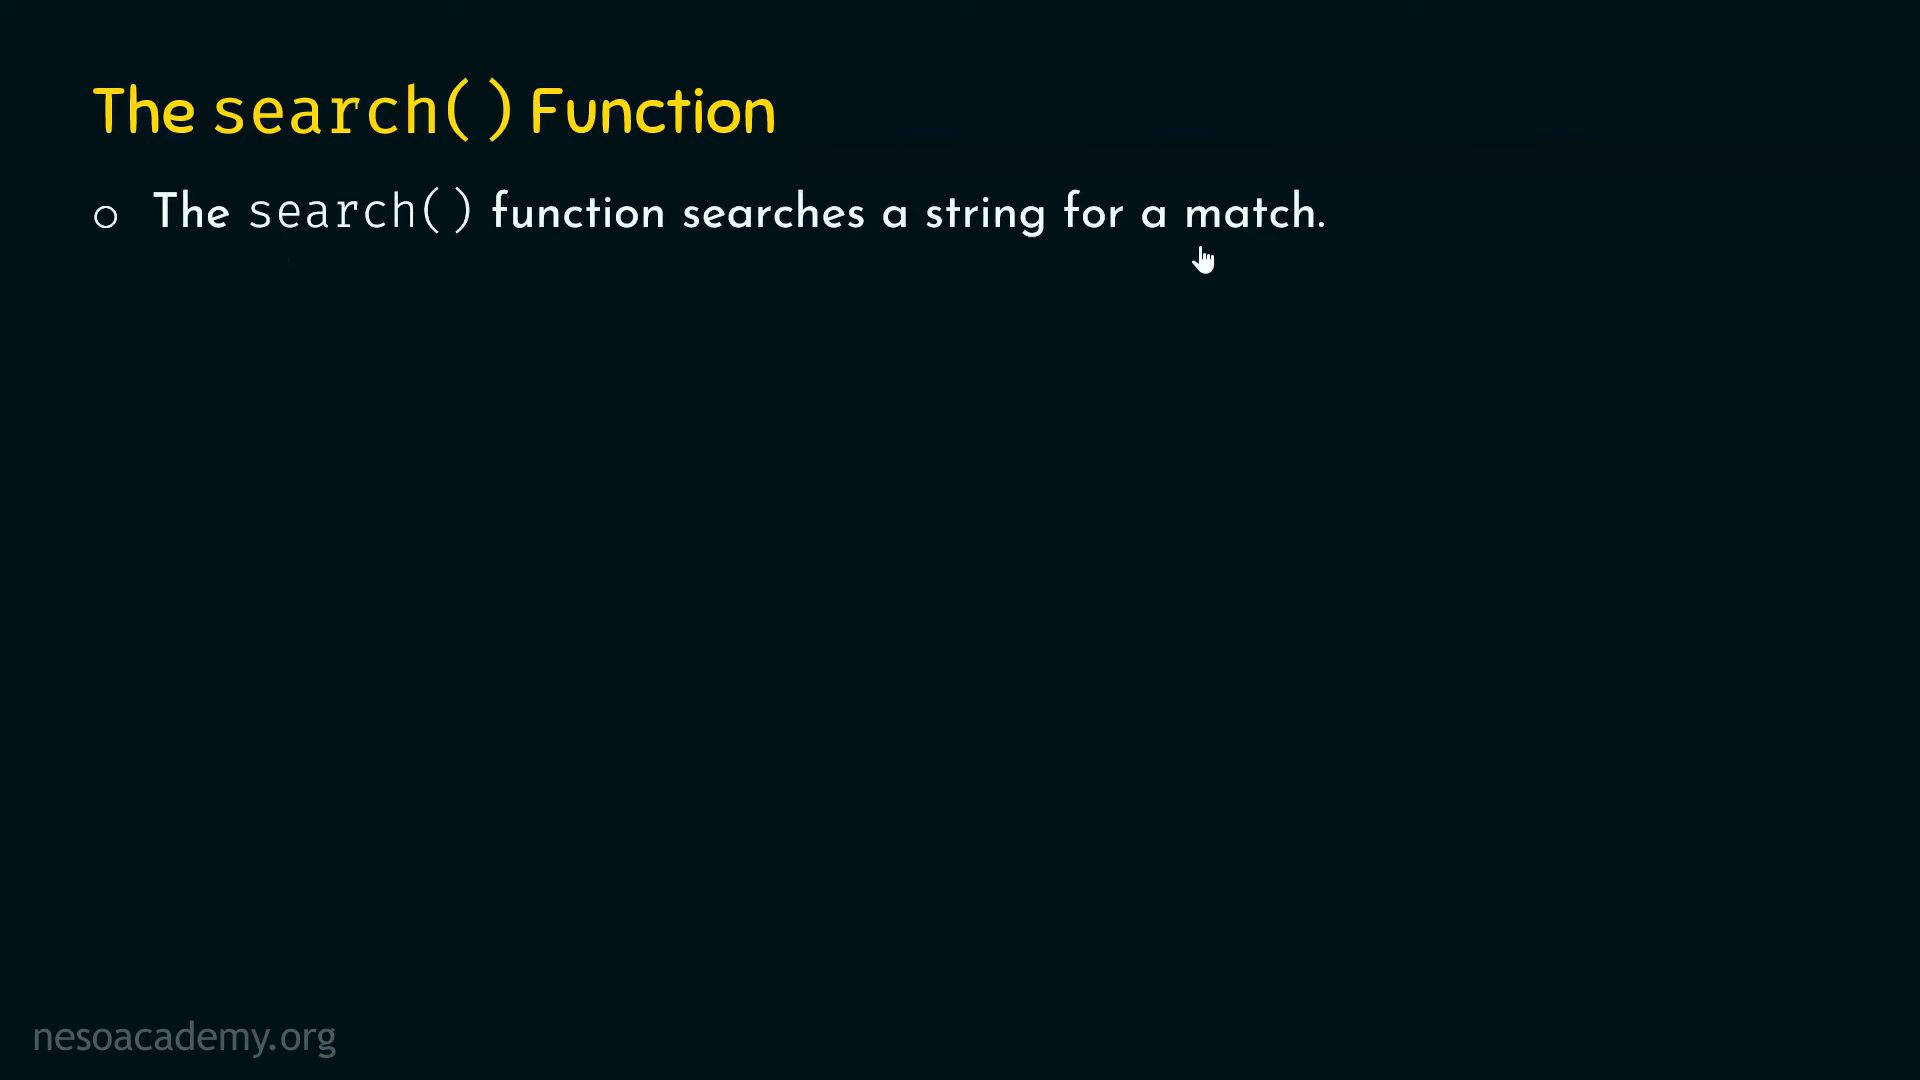 The search() Function
○ The search() function searches a string for a match.
nesoacademy.org